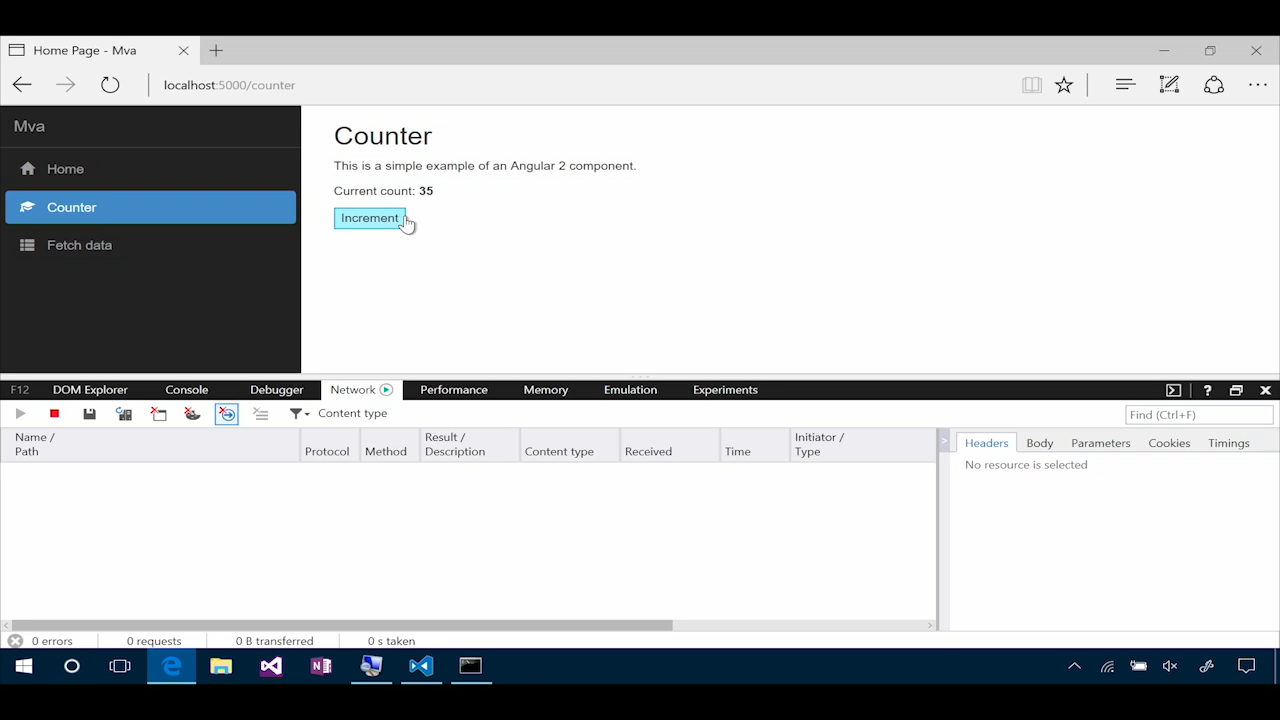 Home Page - Mva
localhost:5000/counter
Mva
Home
Counter
Fetch data
Counter
This is a simple example of an Angular 2 component.
Current count: 35
Increment
F12 DOM Explorer Console Debugger Network Performance Memory Emulation Experiments ?
Content type
Find (Ctrl+F)
Name /
Path
Protocol
Method
Result /
Description
Content type
Received
Time
Initiator /
Type
Headers Body Parameters Cookies Timings
No resource is selected
0 errors 0 requests 0 B transferred 0 s taken
N